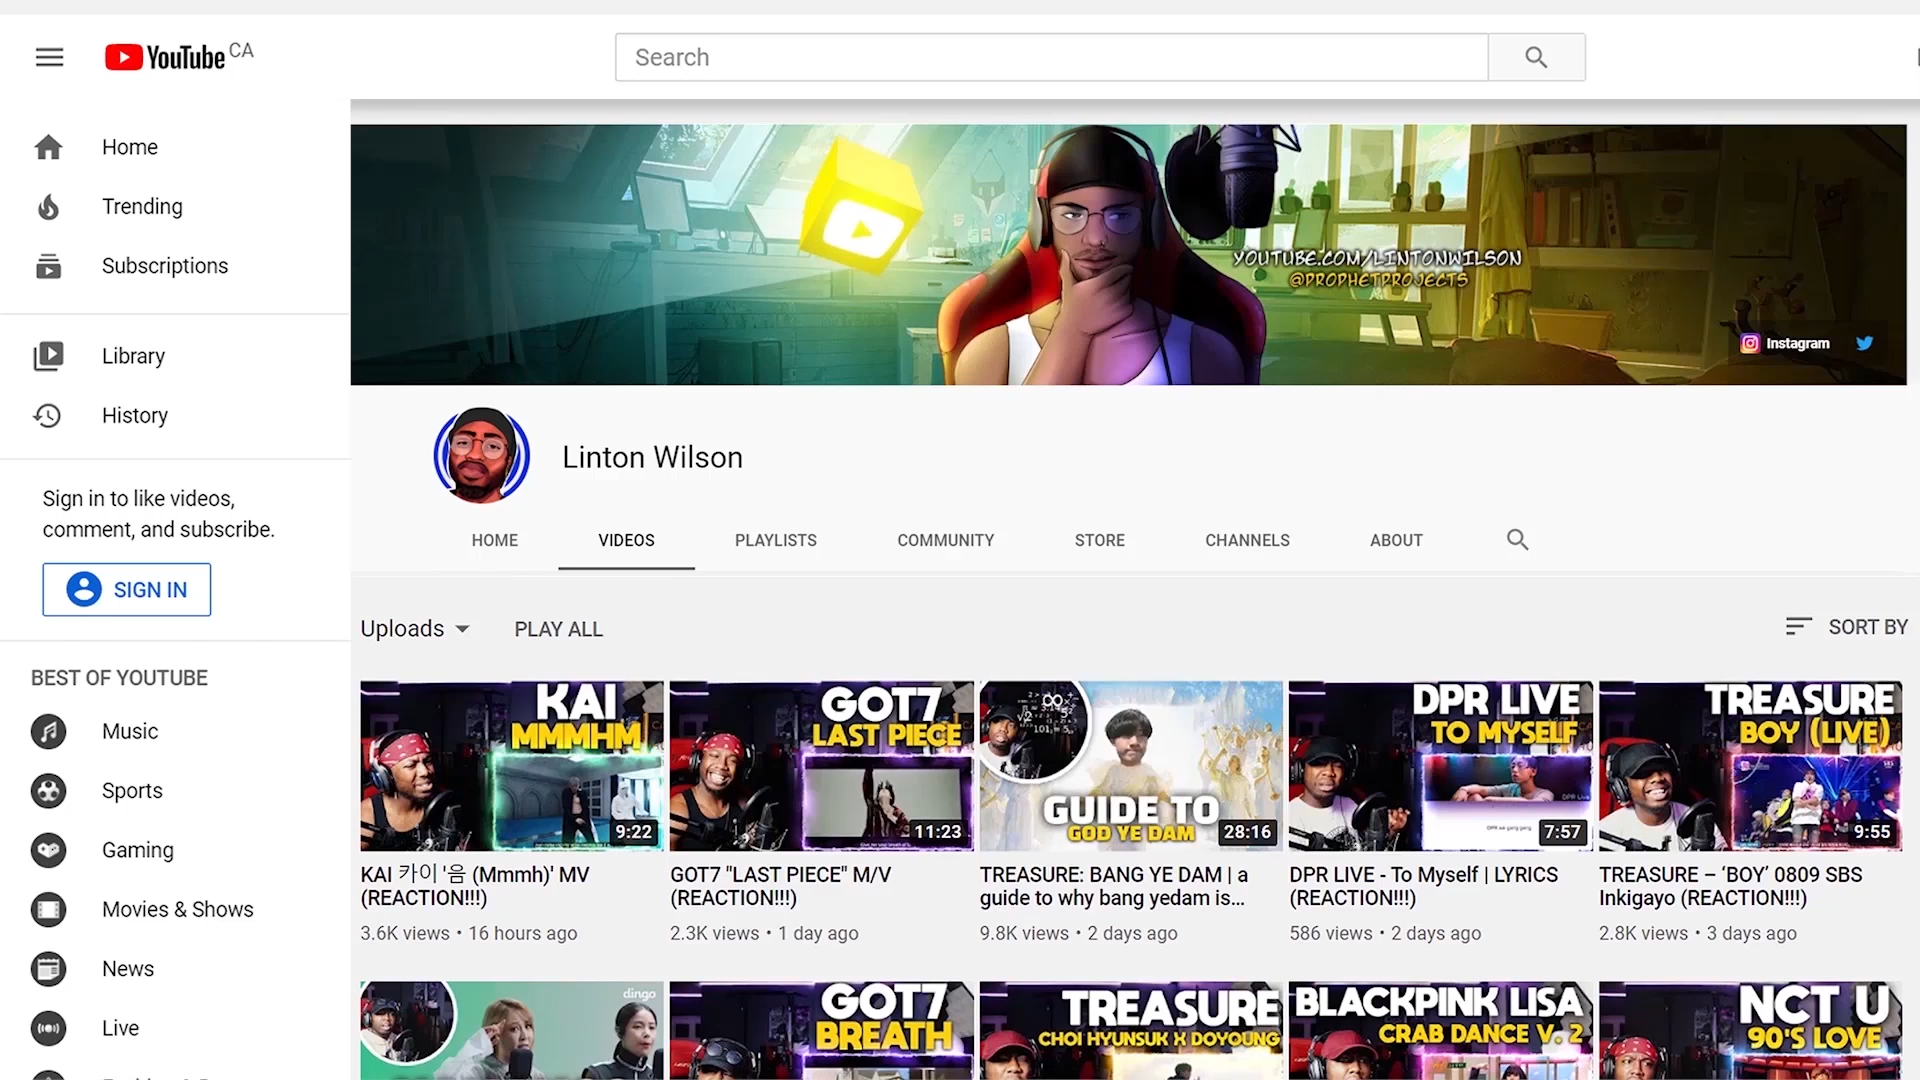 YouTube CA
Search
Home
Trending
Subscriptions
Library
History
Sign in to like videos,
comment, and subscribe.
SIGN IN
BEST OF YOUTUBE
Music
Sports
Gaming
Movies & Shows
News
Live
YOUTUBE.COM/LINTONWILSON
@PROPHETPROJECTS
Instagram
Linton Wilson
HOME
VIDEOS
PLAYLISTS
COMMUNITY
STORE
CHANNELS
ABOUT
Uploads
PLAY ALL
SORT BY
KAI
MMMHM
9:22
KAI 카이 '음 (Mmmh)' MV
(REACTION!!!)
3.6K views • 16 hours ago
GOT7
LAST PIECE
11:23
GOT7 "LAST PIECE" M/V
(REACTION!!!)
2.3K views • 1 day ago
GUIDE TO
GOD YE DAM
28:16
TREASURE: BANG YE DAM | a
guide to why bang yedam is...
9.8K views • 2 days ago
DPR LIVE
TO MYSELF
DPR Live
DPR we gang gang
7:57
DPR LIVE - To Myself | LYRICS
(REACTION!!!)
586 views • 2 days ago
TREASURE
BOY (LIVE)
9:55
TREASURE – ‘BOY’ 0809 SBS
Inkigayo (REACTION!!!)
2.8K views • 3 days ago
dingo
GOT7
BREATH
TREASURE
CHOI HYUNSUK X DOYOUNG
BLACKPINK LISA
CRAB DANCE V. 2
NCT U
90'S LOVE